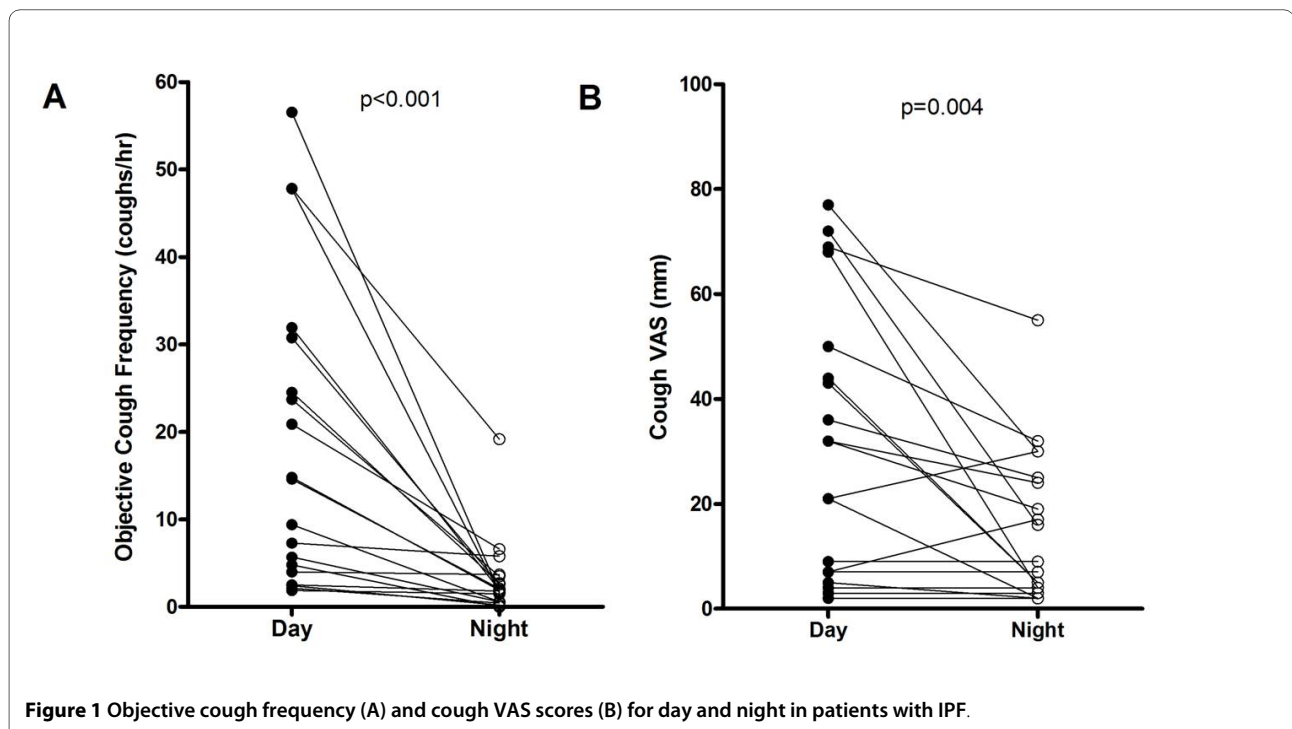 A
Objective Cough Frequency (coughs/hr)
60
50
40
30
20
10
0
p<0.001
Day
Night
B
Cough VAS (mm)
100
80
60
40
20
0
p=0.004
Day
Night
Figure 1 Objective cough frequency (A) and cough VAS scores (B) for day and night in patients with IPF.